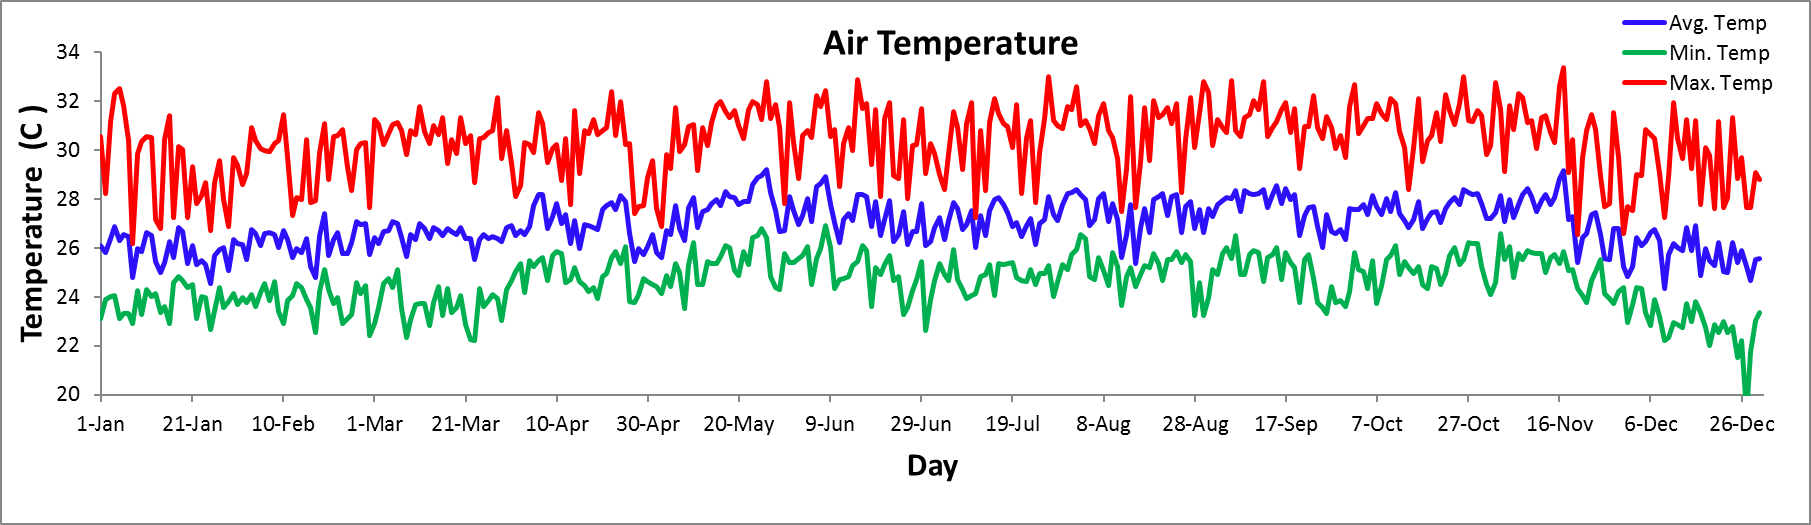 Air Temperature
Avg. Temp
Min. Temp
Max. Temp
Temperature (C )
34
32
30
28
26
24
22
20
1-Jan 21-Jan 10-Feb 1-Mar 21-Mar 10-Apr 30-Apr 20-May 9-Jun 29-Jun 19-Jul 8-Aug 28-Aug 17-Sep 7-Oct 27-Oct 16-Nov 6-Dec 26-Dec
Day